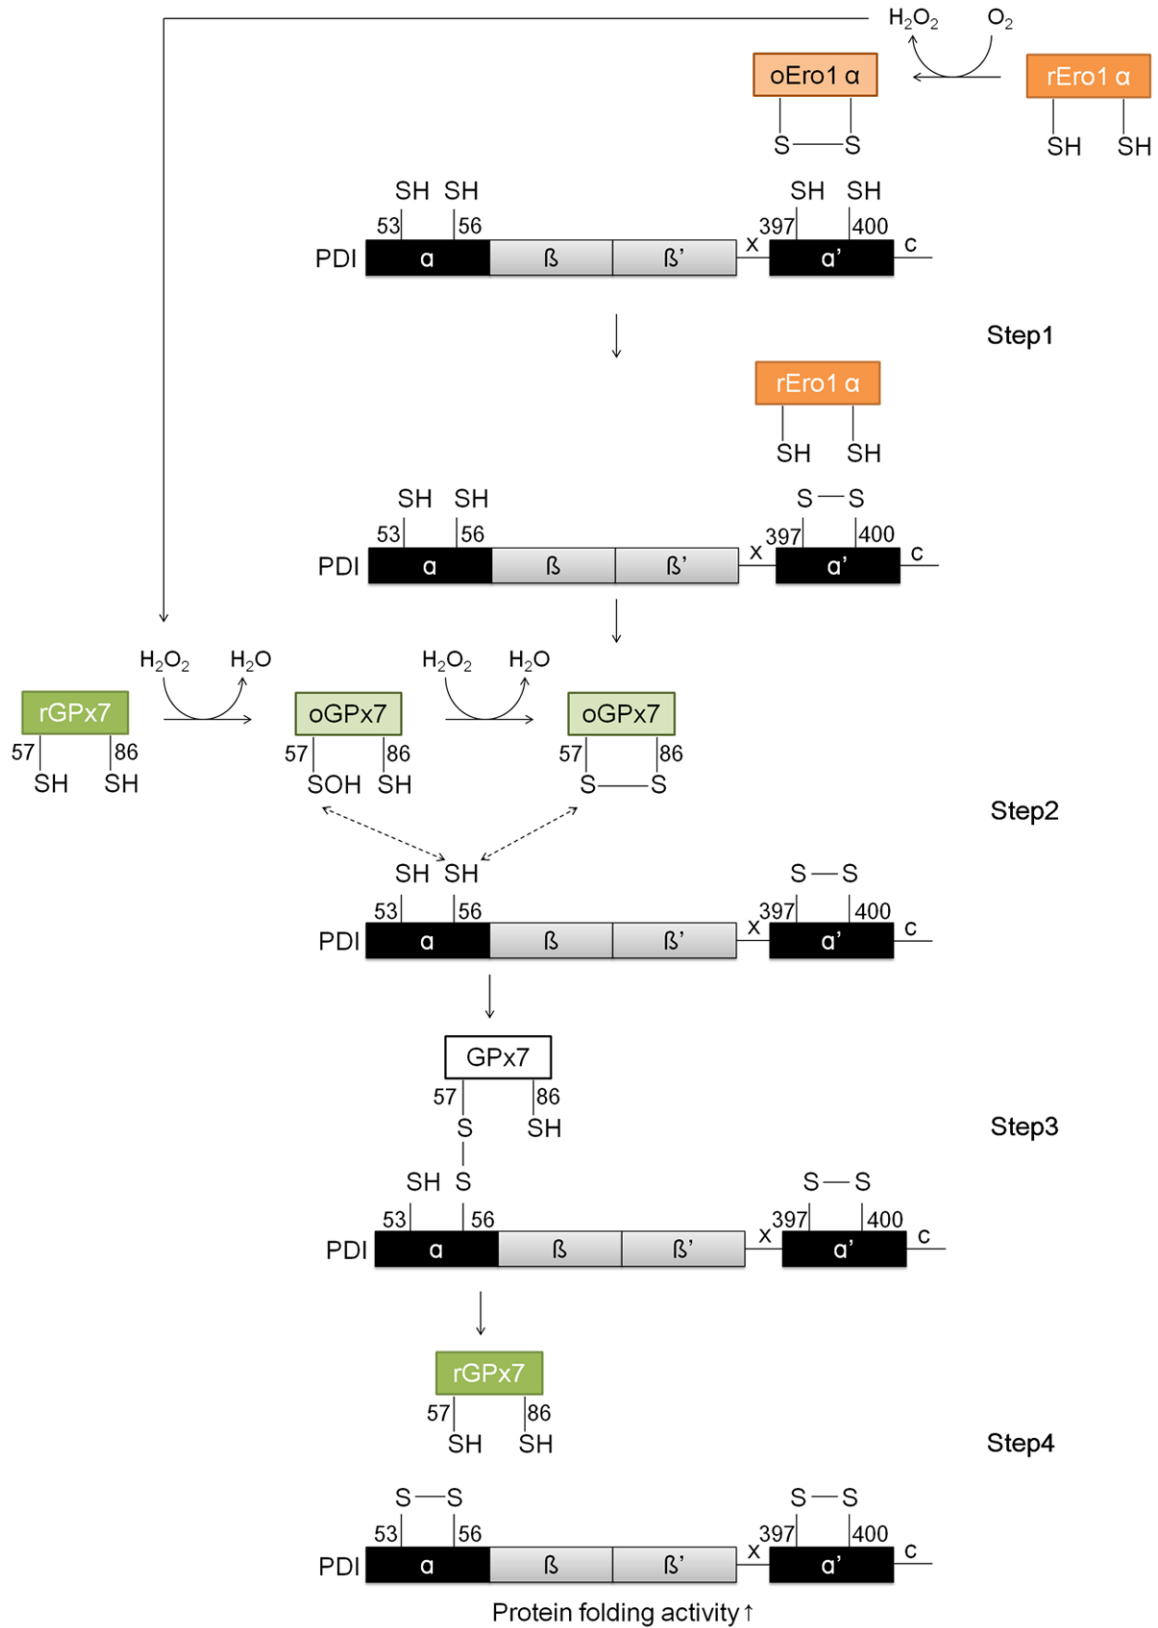 H₂O₂ O₂
oEro1 α rEro1 α
S S SH SH
SH SH SH SH
53 56 397 400
PDI α ß ß’ x α’ c
Step1
rEro1 α
SH SH
SH SH S S
53 56 397 400
PDI α ß ß’ x α’ c
H₂O₂ H₂O H₂O₂ H₂O
rGPx7 oGPx7 oGPx7
57 86 57 86 57 86
SH SH SOH SH S S
Step2
SH SH S S
53 56 397 400
PDI α ß ß’ x α’ c
GPx7
57 86
S SH
Step3
SH S S S
53 56 397 400
PDI α ß ß’ x α’ c
rGPx7
57 86
SH SH
Step4
S S S S
53 56 397 400
PDI α ß ß’ x α’ c
Protein folding activity↑